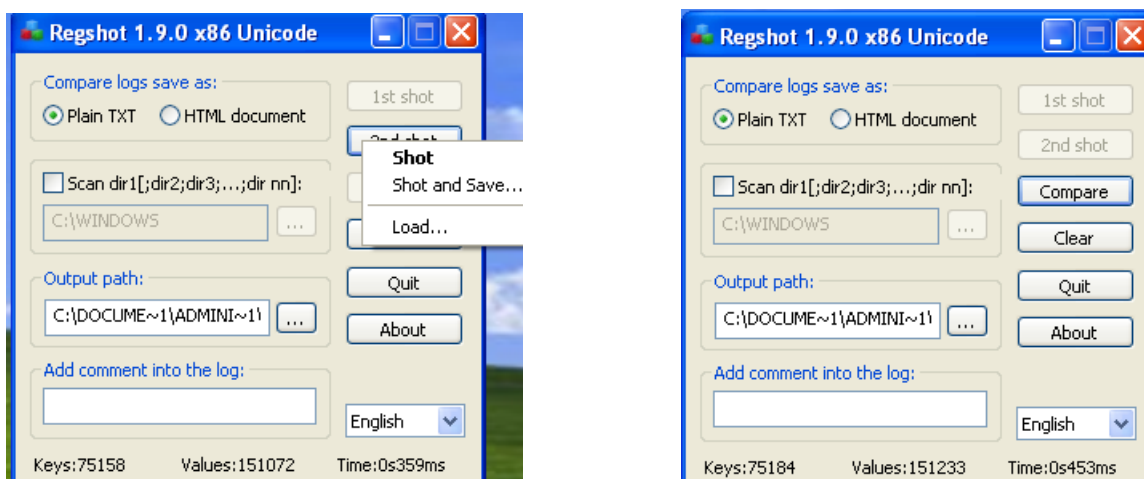 Regshot 1.9.0 x86 Unicode
Compare logs save as:
Plain TXT
HTML document
1st shot
2nd shot
Shot
Shot and Save...
Load...
Scan dir1[;dir2;dir3;...;dir nn]:
C:\WINDOWS
...
Output path:
C:\DOCUME~1\ADMINI~1\
...
Quit
About
Add comment into the log:
English
Keys:75158
Values:151072
Time:0s359ms
Regshot 1.9.0 x86 Unicode
Compare logs save as:
Plain TXT
HTML document
1st shot
2nd shot
Scan dir1[;dir2;dir3;...;dir nn]:
C:\WINDOWS
...
Compare
Clear
Output path:
C:\DOCUME~1\ADMINI~1\
...
Quit
About
Add comment into the log:
English
Keys:75184
Values:151233
Time:0s453ms